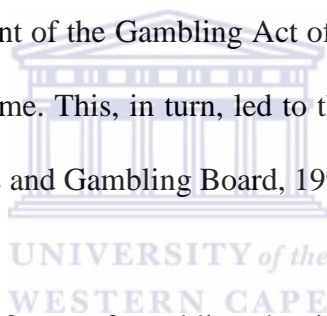 ent of the Gambling Act of
me. This, in turn, led to t
s and Gambling Board, 19
UNIVERSITY of the
WESTERN CAPE